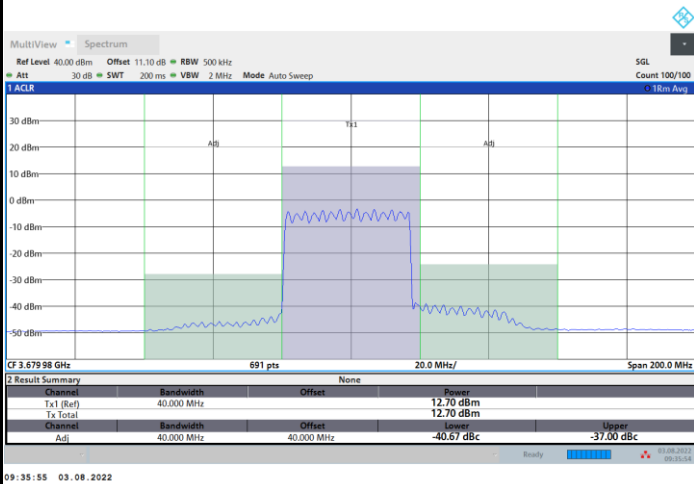 MultiView Spectrum
Ref Level 40.00 dBm Offset 11.10 dB RBW 500 kHz SGL
Att 30 dB SWT 200 ms VBW 2 MHz Mode Auto Sweep Count 100/100
1 ACLR 1Rm Avg
30 dBm
Tx1
20 dBm Adj Adj
10 dBm
0 dBm
-10 dBm
-20 dBm
-30 dBm
-40 dBm
-50 dBm
CF 3.679 98 GHz 691 pts 20.0 MHz/ Span 200.0 MHz
2 Result Summary None
Channel Bandwidth Offset Power
Tx1 (Ref) 40.000 MHz 12.70 dBm
Tx Total 12.70 dBm
Channel Bandwidth Offset Lower Upper
Adj 40.000 MHz 40.000 MHz -40.67 dBc -37.00 dBc
Ready 03.08.2022
09:35:54
09:35:55 03.08.2022